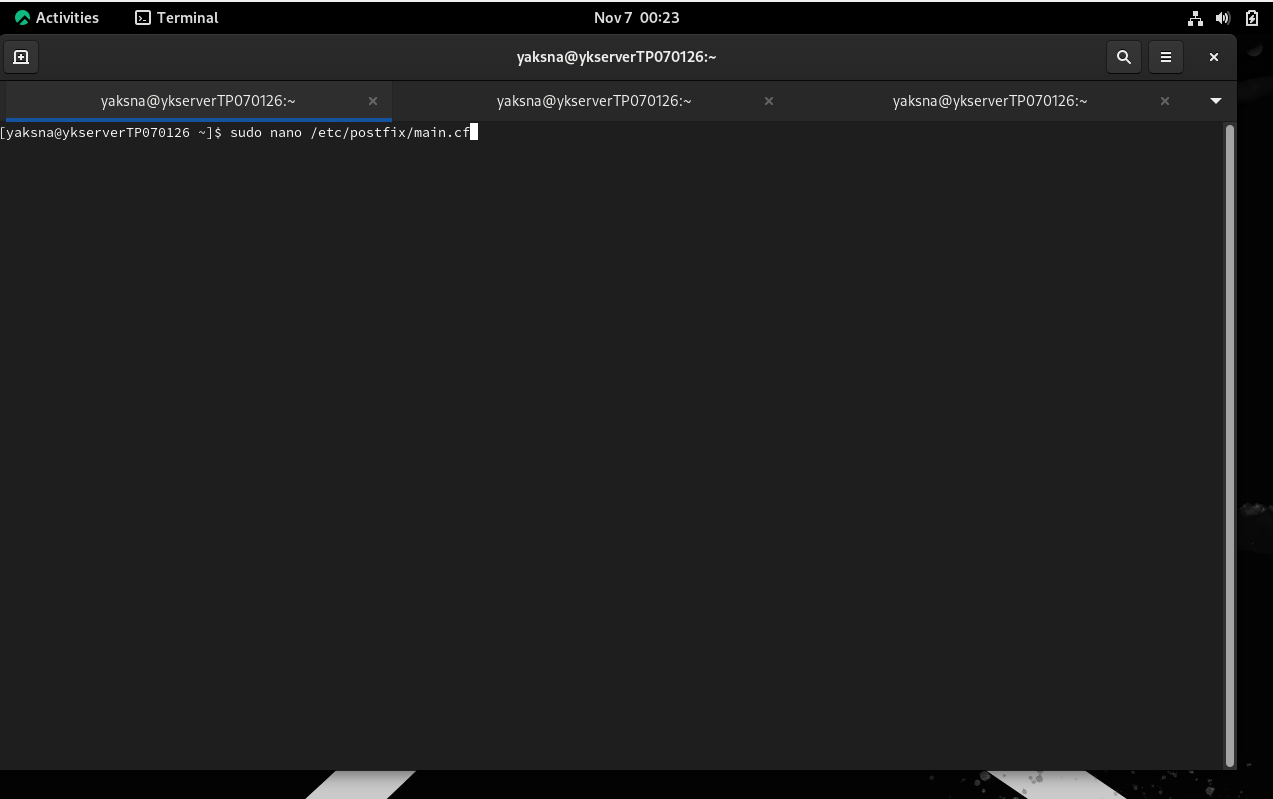 Activities Terminal Nov 7 00:23
yaksna@ykserverTP070126:~
yaksna@ykserverTP070126:~ yaksna@ykserverTP070126:~ yaksna@ykserverTP070126:~
[yaksna@ykserverTP070126 ~]$ sudo nano /etc/postfix/main.cf